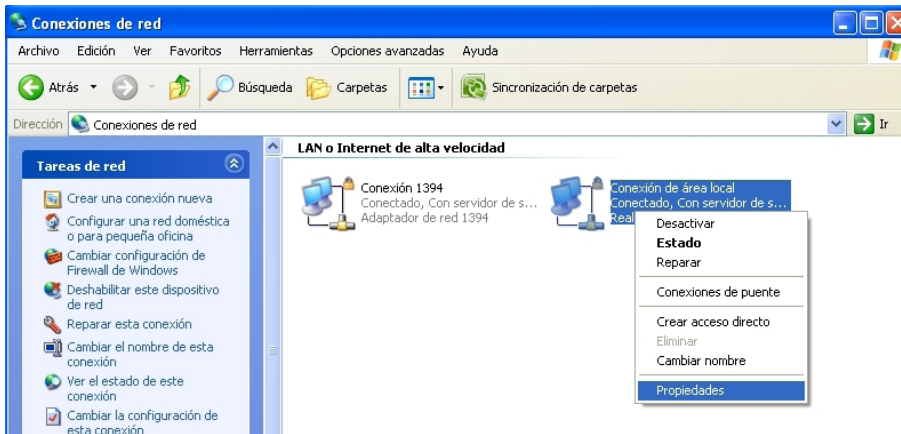 Conexiones de red
Archivo Edición Ver Favoritos Herramientas Opciones avanzadas Ayuda
Atrás Búsqueda Carpetas Sincronización de carpetas
Dirección Conexiones de red Ir
Tareas de red
Crear una conexión nueva
Configurar una red doméstica
o para pequeña oficina
Cambiar configuración de
Firewall de Windows
Deshabilitar este dispositivo
de red
Reparar esta conexión
Cambiar el nombre de esta
conexión
Ver el estado de este
conexión
Cambiar la configuración de
esta conexión
LAN o Internet de alta velocidad
Conexión 1394
Conectado, Con servidor de s...
Adaptador de red 1394
Conexión de área local
Conectado, Con servidor de s...
Real
Desactivar
Estado
Reparar
Conexiones de puente
Crear acceso directo
Eliminar
Cambiar nombre
Propiedades